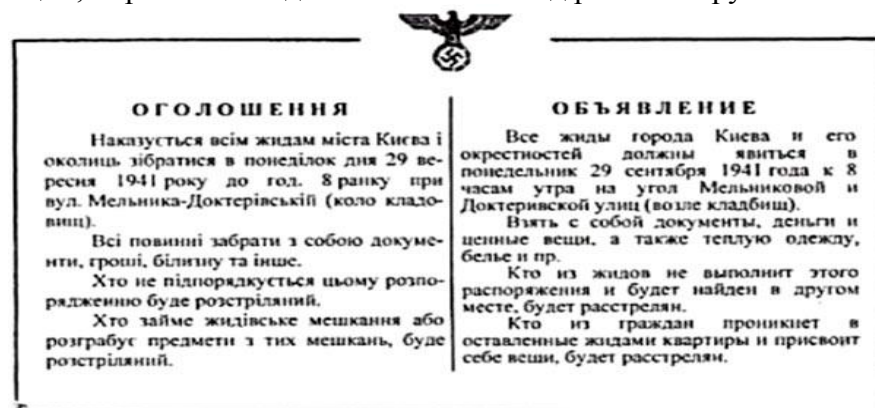 ОГОЛОШЕННЯ
Наказується всім жидам міста Києва і
околиць зібратися в понеділок дня 29 ве-
ресня 1941 року до год. 8 ранку при
вул. Мельника-Доктерівській (коло кладо-
вищ).
Всі повинні забрати з собою докуме-
нти, гроші, білизну та інше.
Хто не підпорядкується цьому розпо-
рядженню буде розстріляний.
Хто займе жидівське мешкання або
розграбує предмети з тих мешкань, буде
розстріляний.
ОБЪЯВЛЕНИЕ
Все жиды города Киева и его
окрестностей должны явиться в
понедельник 29 сентября 1941 года к 8
часам утра на угол Мельниковой и
Доктеривской улиц (возле кладбищ).
Взять с собой документы, деньги и
ценные вещи, а также теплую одежду,
белье и пр.
Кто из жидов не выполнит этого
распоряжения и будет найден в другом
месте, будет расстрелян.
Кто из граждан проникнет в
оставленные жидами квартиры и присвоит
себе вещи, будет расстрелян.